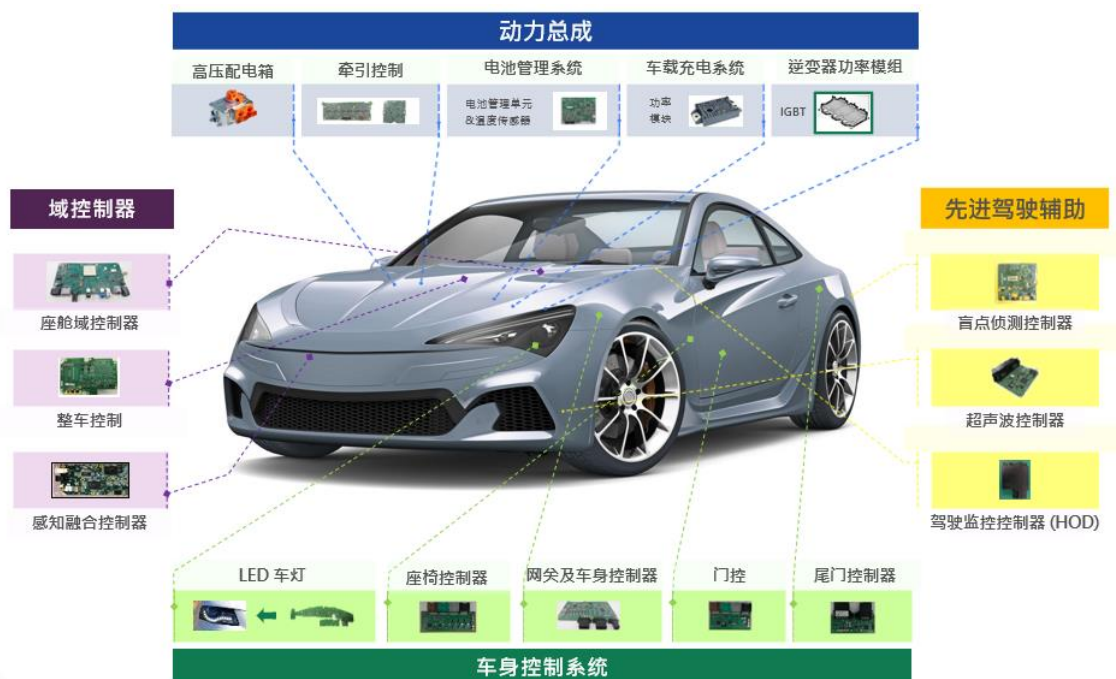 动力总成
高压配电箱
牵引控制
电池管理系统
车载充电系统
逆变器功率模组
电池管理单元
&温度传感器
功率
模块
IGBT
域控制器
座舱域控制器
整车控制
感知融合控制器
先进驾驶辅助
盲点侦测控制器
超声波控制器
驾驶监控控制器 (HOD)
LED 车灯
座椅控制器
网关及车身控制器
门控
尾门控制器
车身控制系统